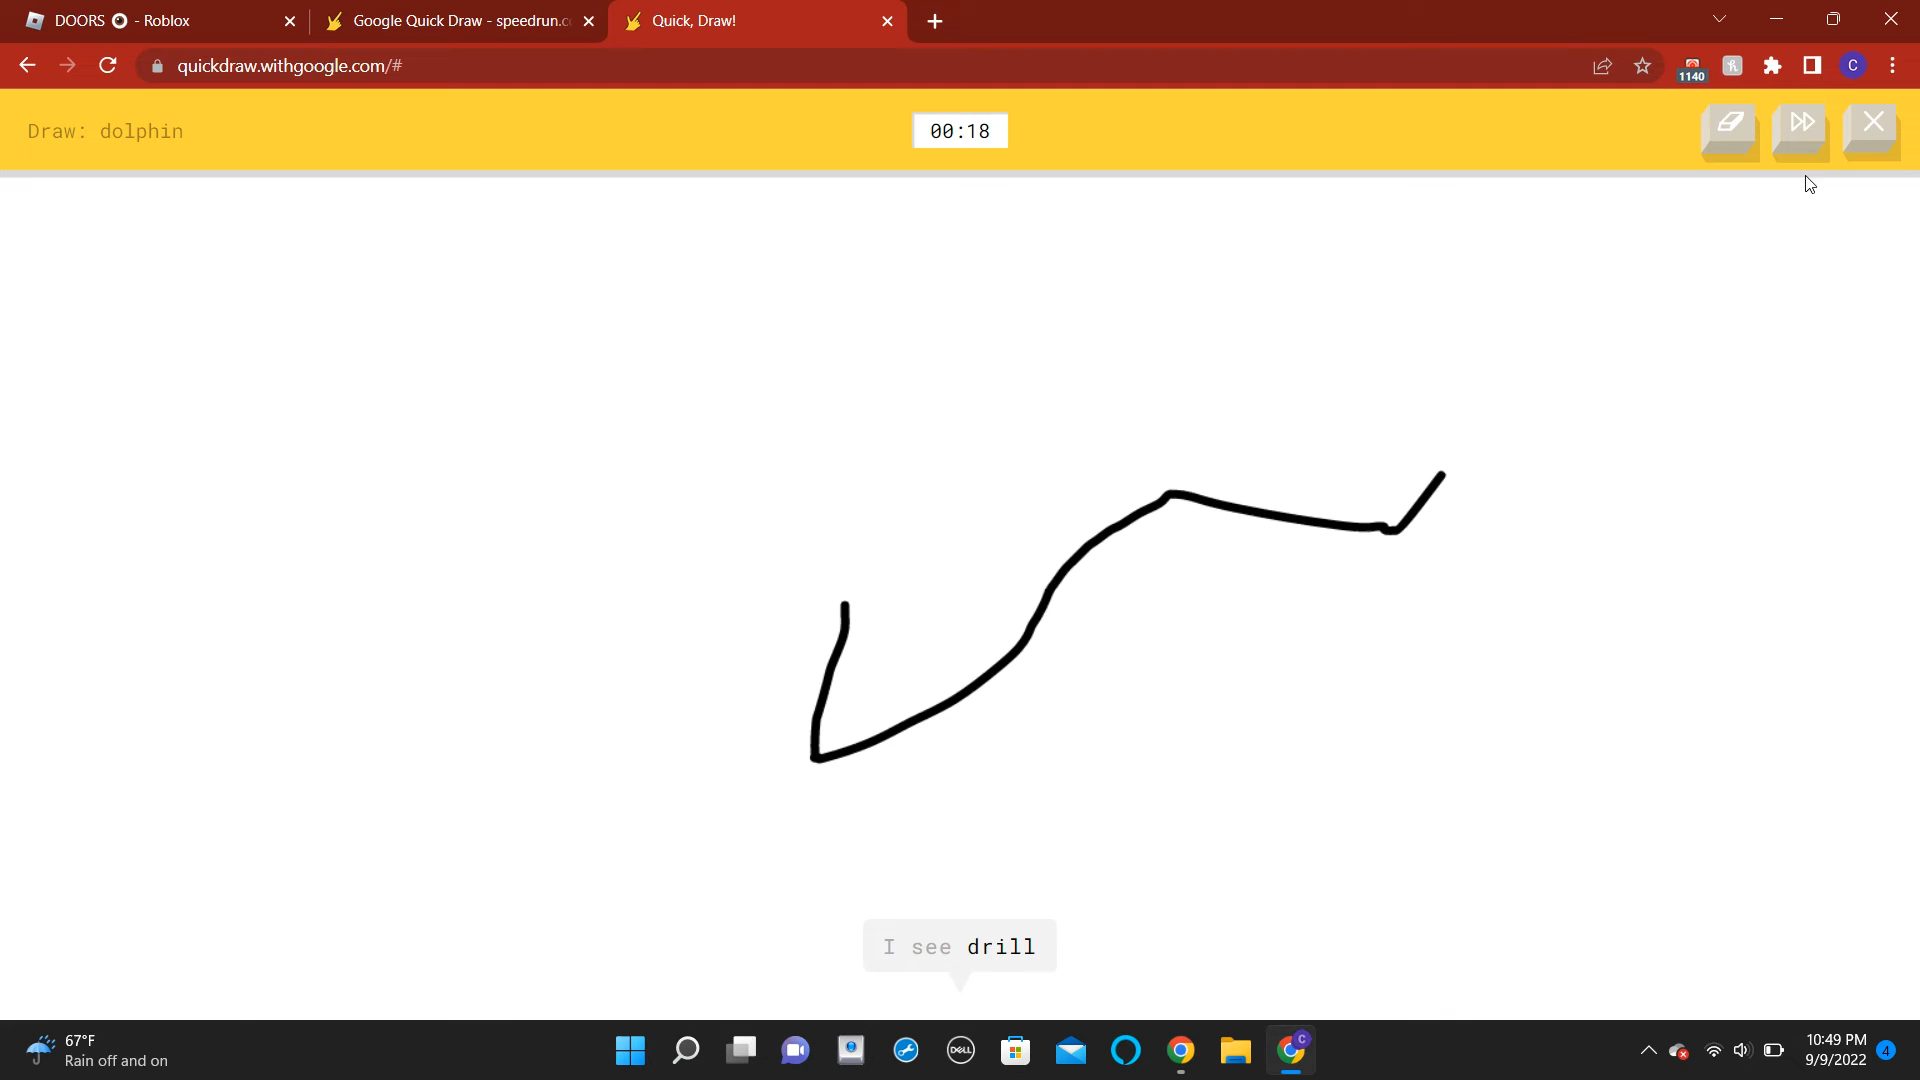 DOORS - Roblox
Google Quick Draw - speedrun.c
Quick, Draw!
quickdraw.withgoogle.com/#
1140
C
Draw: dolphin
00:18
I see drill
67°F
Rain off and on
DELL
C
10:49 PM
9/9/2022
4